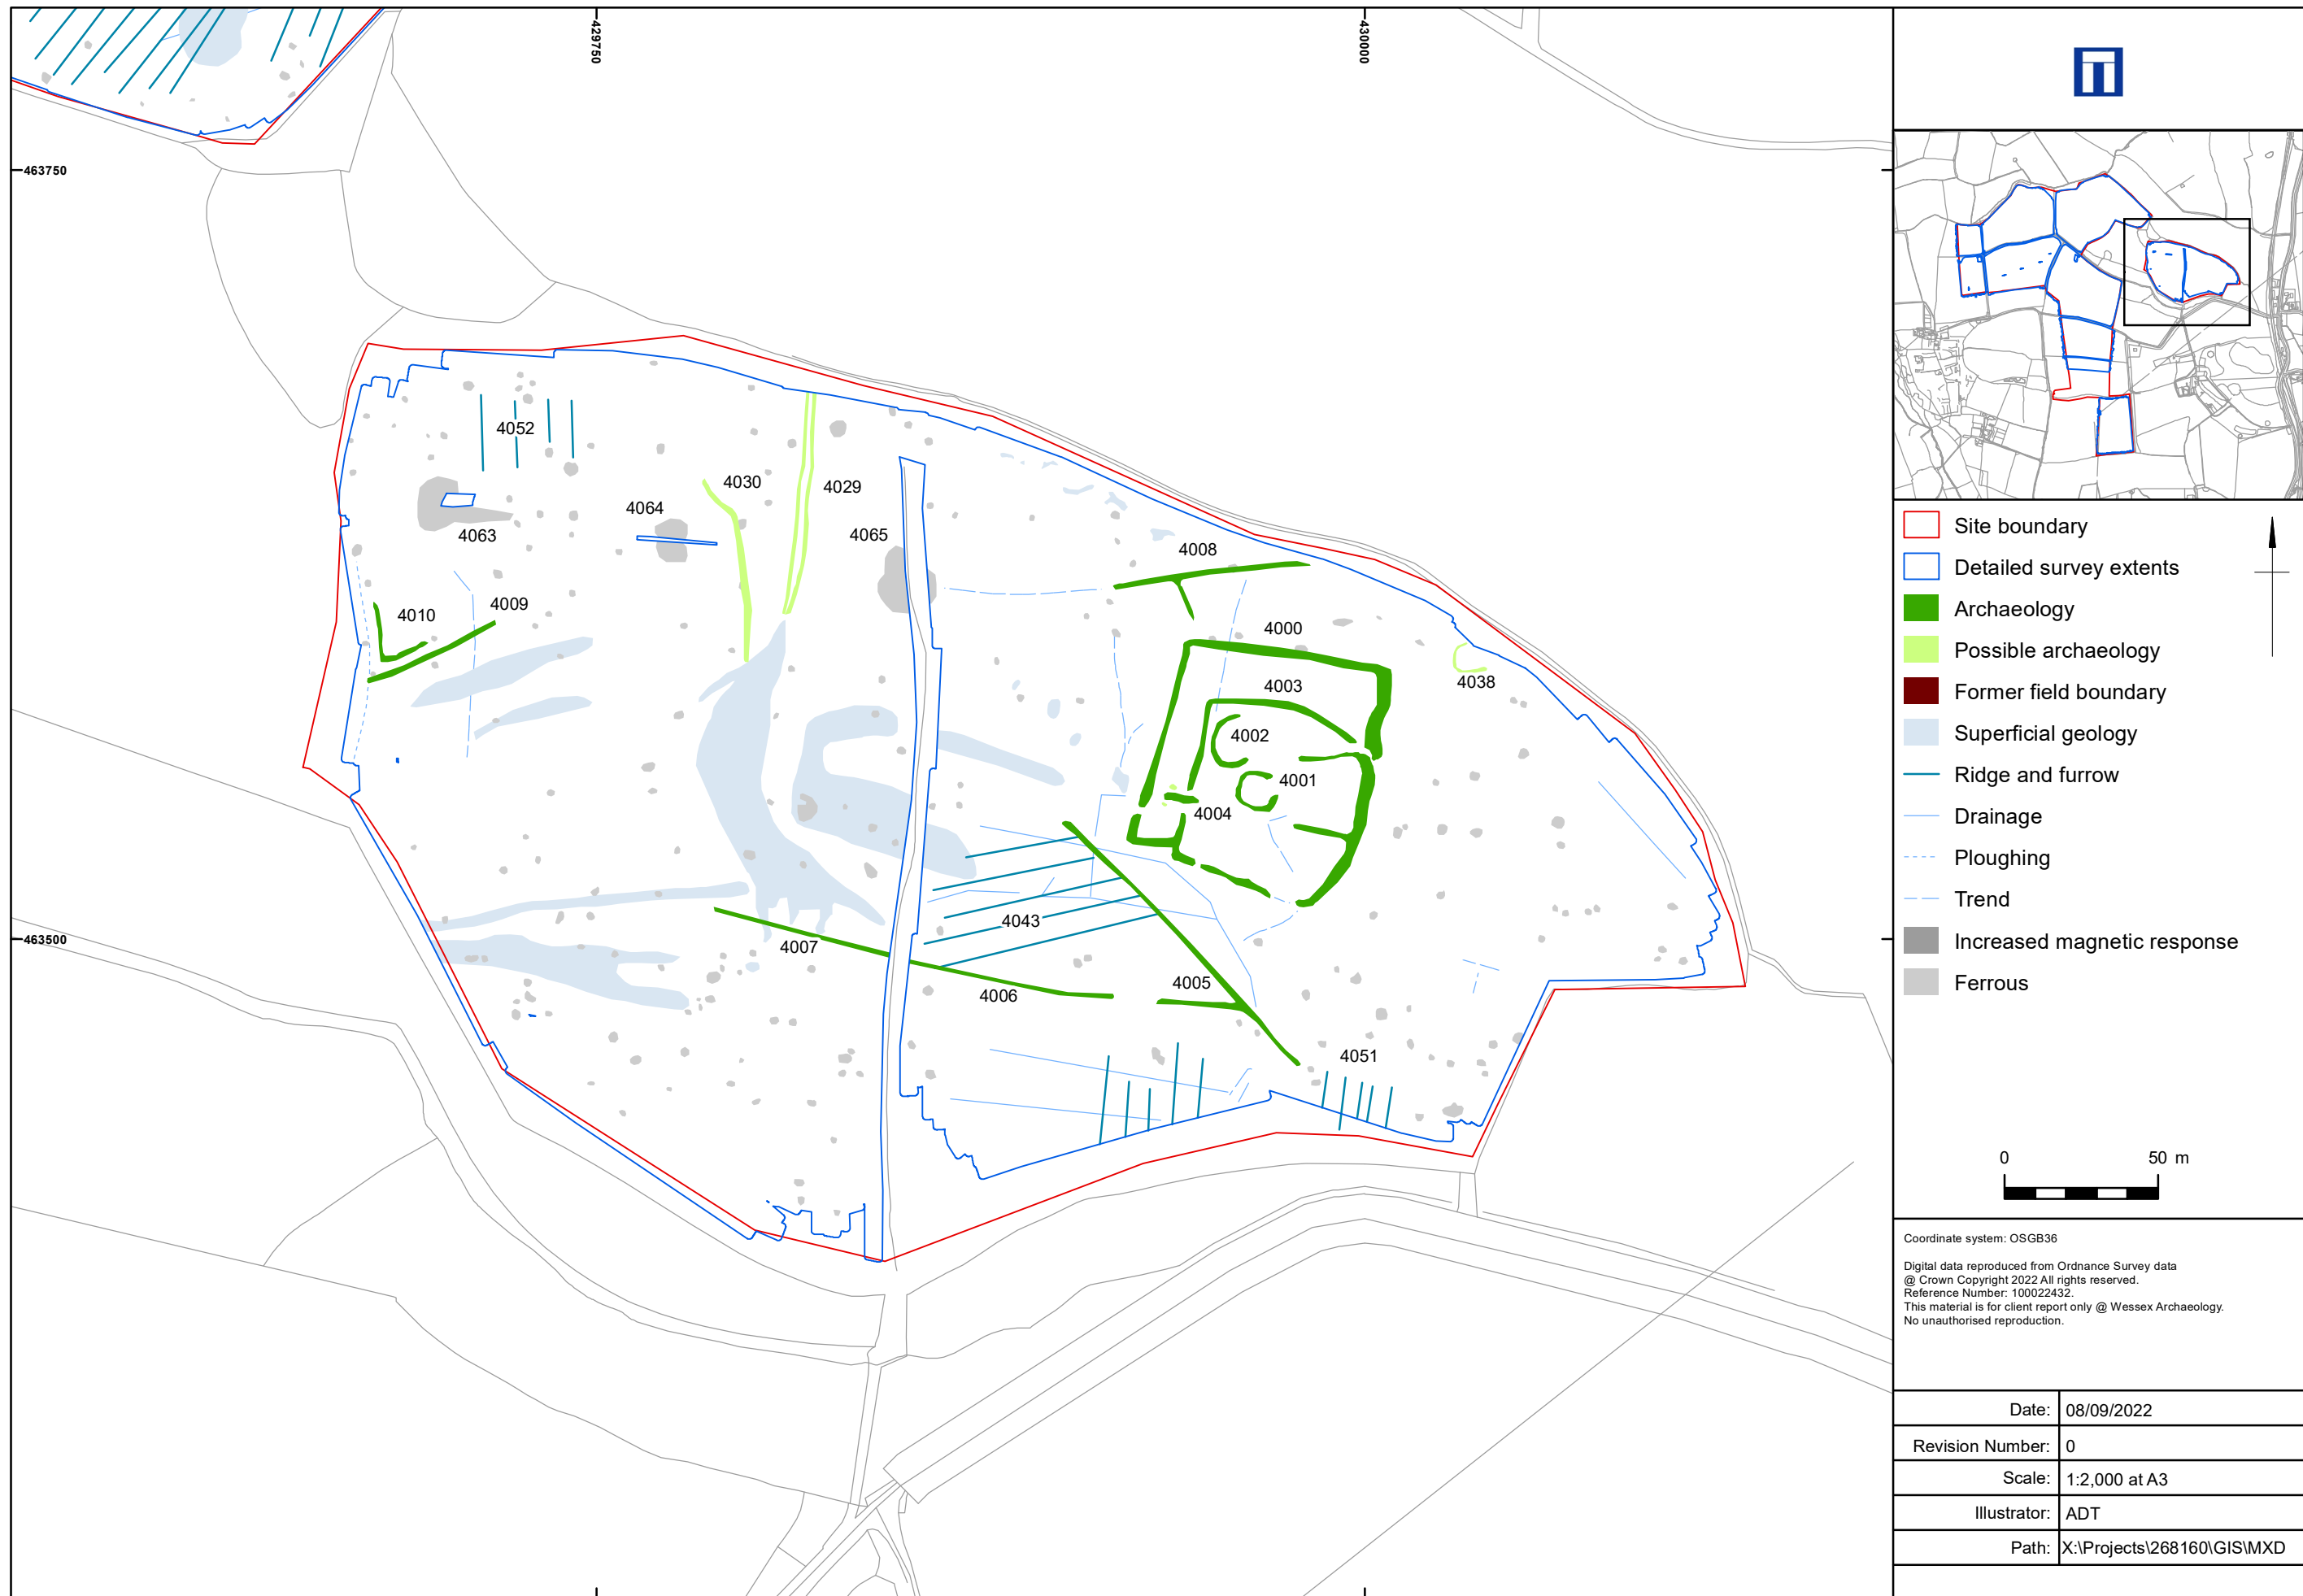 429750
430000
463750
463500
4052
4030
4029
4064
4065
4063
4008
4010
4009
4000
4038
4003
4002
4001
4004
4043
4007
4006
4005
4051
Site boundary
Detailed survey extents
Archaeology
Possible archaeology
Former field boundary
Superficial geology
Ridge and furrow
Drainage
Ploughing
Trend
Increased magnetic response
Ferrous
0 50 m
Coordinate system: OSGB36
Digital data reproduced from Ordnance Survey data
@ Crown Copyright 2022 All rights reserved.
Reference Number: 100022432.
This material is for client report only @ Wessex Archaeology.
No unauthorised reproduction.
Date: 08/09/2022
Revision Number: 0
Scale: 1:2,000 at A3
Illustrator: ADT
Path: X:\Projects\268160\GIS\MXD